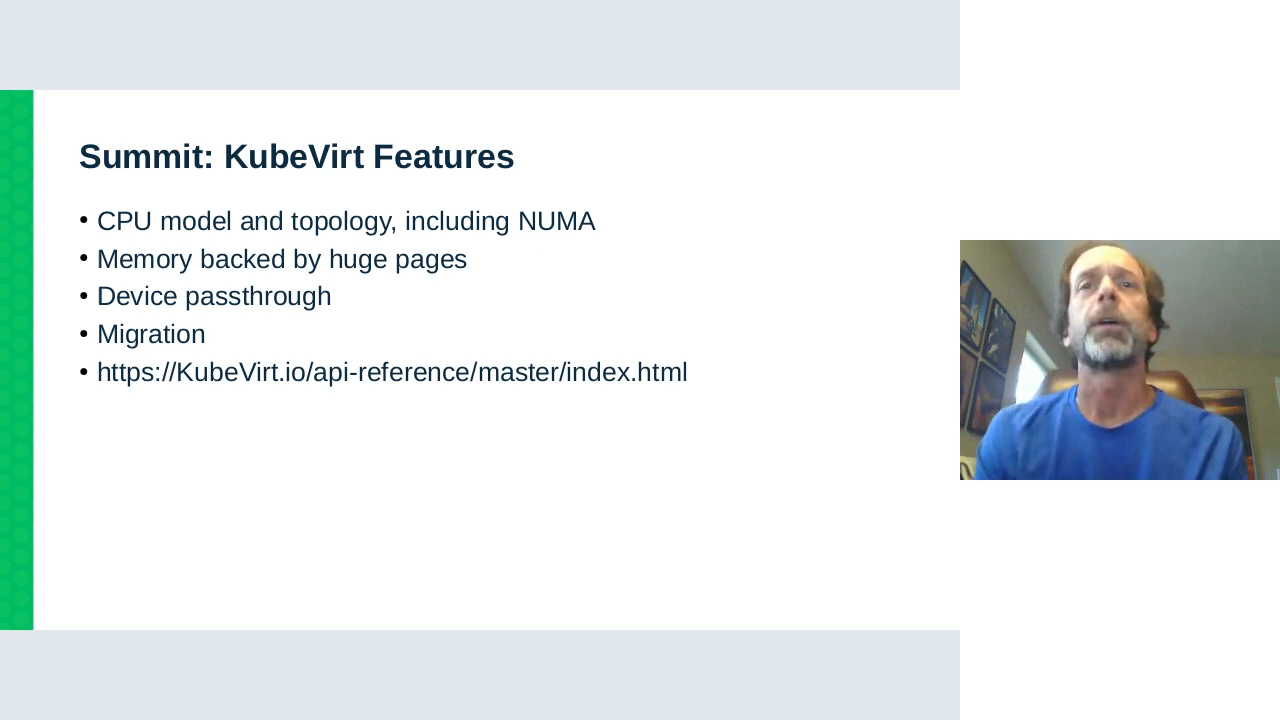 Summit: KubeVirt Features
• CPU model and topology, including NUMA
• Memory backed by huge pages
• Device passthrough
• Migration
• https://KubeVirt.io/api-reference/master/index.html